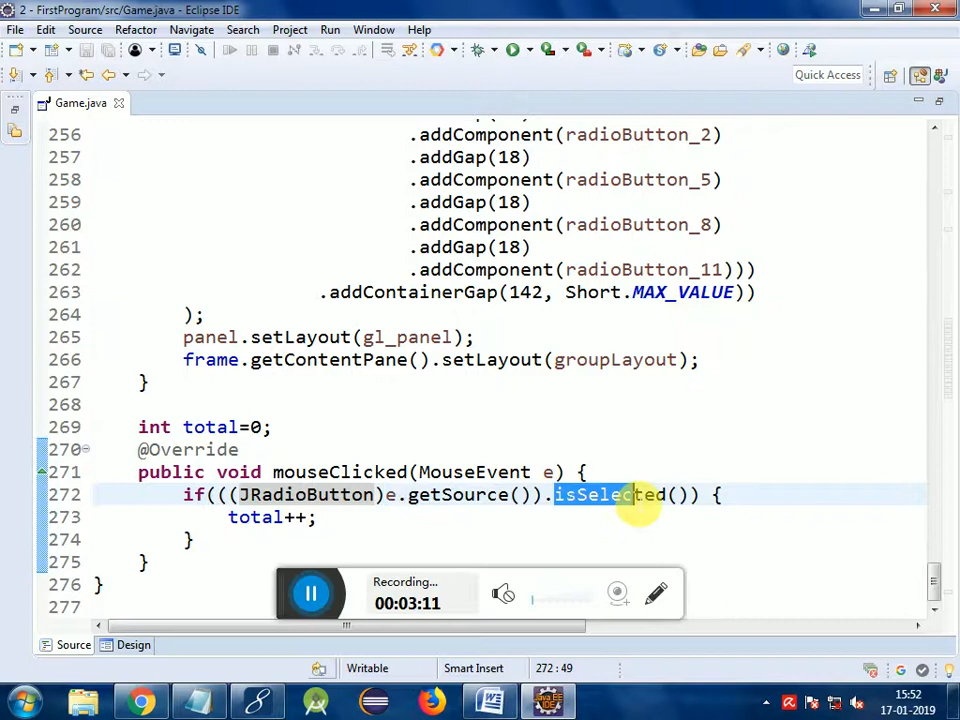 2 - FirstProgram/src/Game.java - Eclipse IDE
File Edit Source Refactor Navigate Search Project Run Window Help
Quick Access
Game.java
256 .addComponent(radioButton_2)
257 .addGap(18)
258 .addComponent(radioButton_5)
259 .addGap(18)
260 .addComponent(radioButton_8)
261 .addGap(18)
262 .addComponent(radioButton_11)))
263 .addContainerGap(142, Short.MAX_VALUE))
264 );
265 panel.setLayout(gl_panel);
266 frame.getContentPane().setLayout(groupLayout);
267 }
268
269 int total=0;
270 @Override
271 public void mouseClicked(MouseEvent e) {
272 if(((JRadioButton)e.getSource()).isSelected()) {
273 total++;
274 }
275 }
276 }
277
Recording...
00:03:11
Source Design
Writable Smart Insert 272 : 49
15:52
17-01-2019